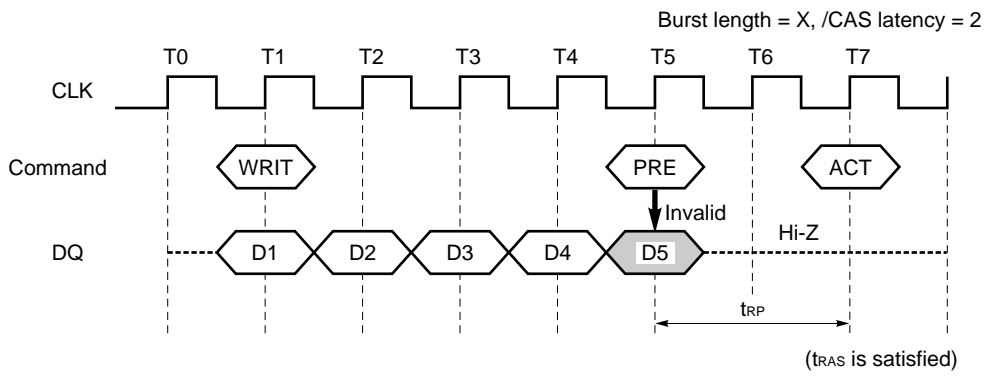 Burst length = X, /CAS latency = 2
T0 T1 T2 T3 T4 T5 T6 T7
CLK
Command WRIT PRE ACT
Invalid
Hi-Z
DQ D1 D2 D3 D4 D5
tRP
(tRAS is satisfied)